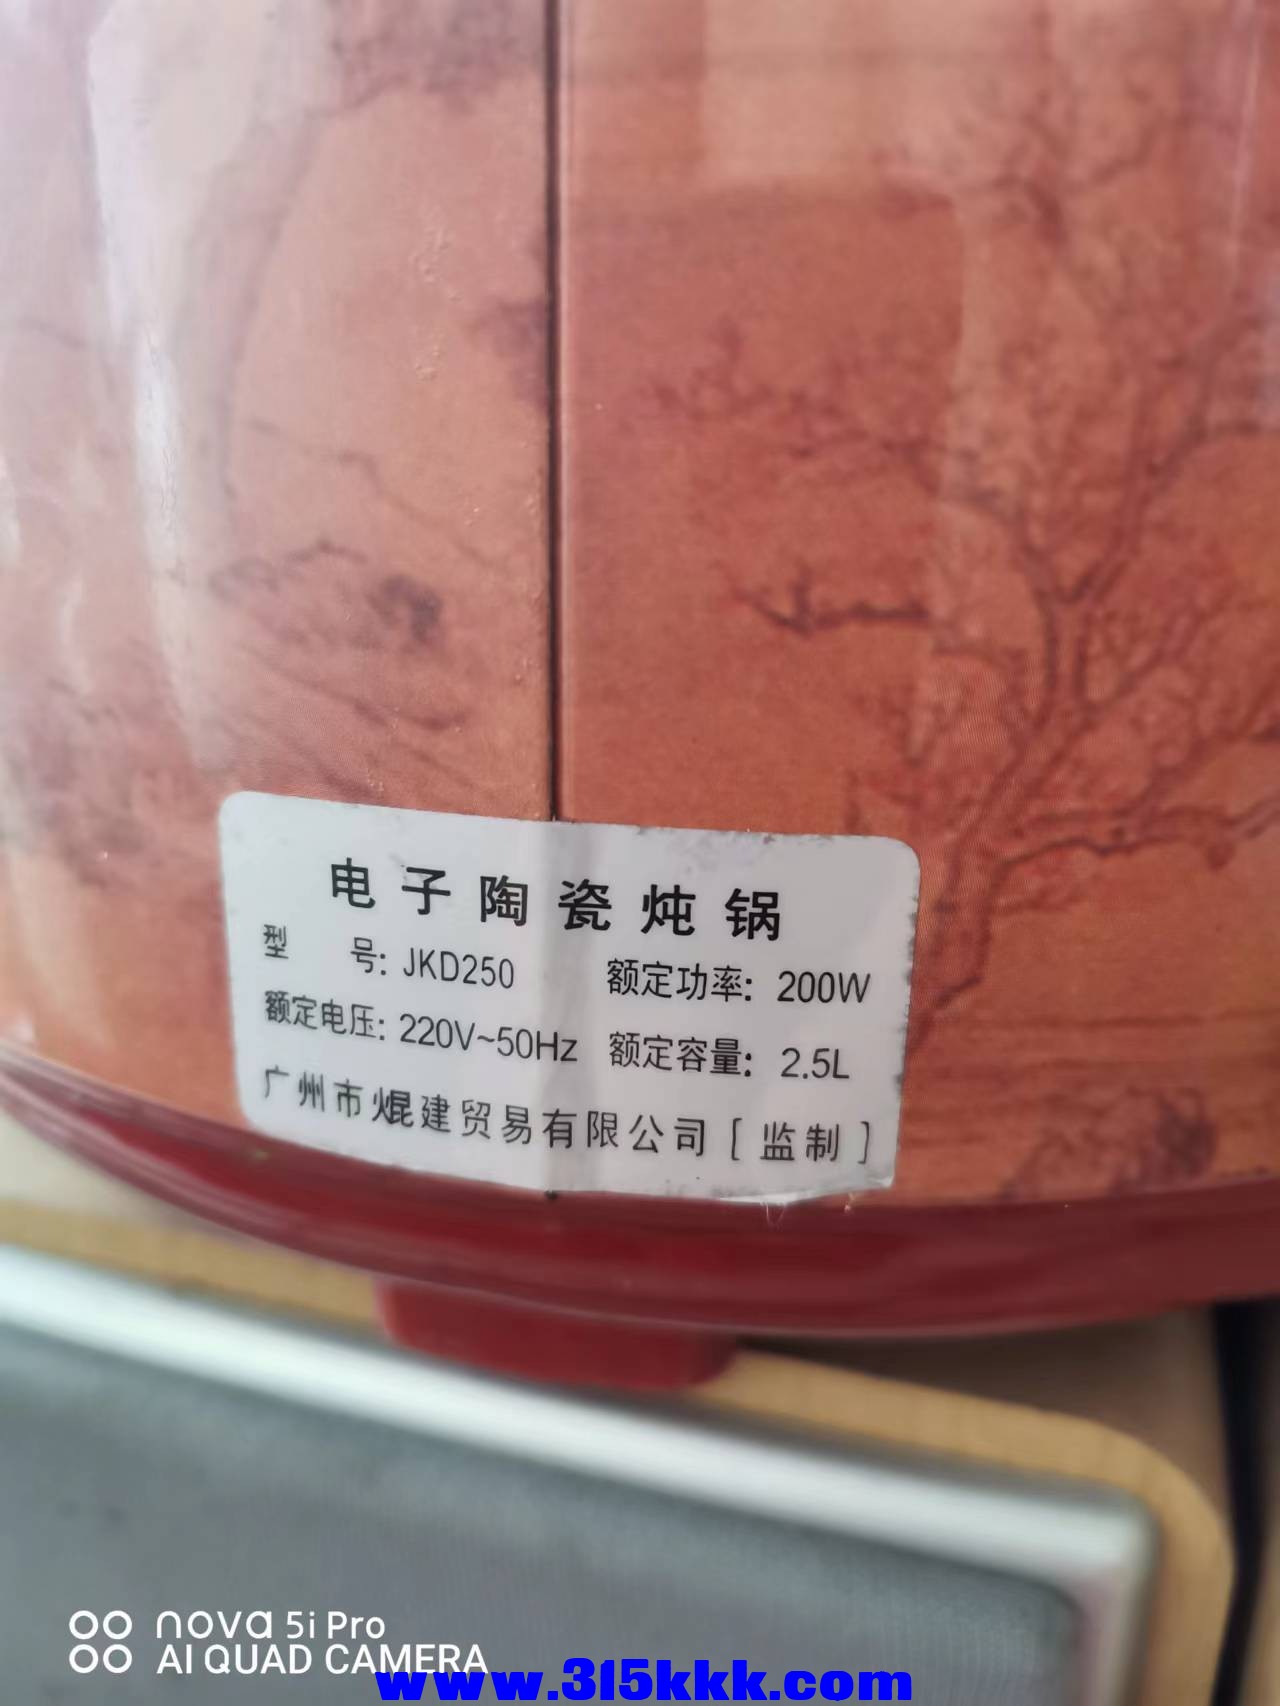 电子陶瓷炖锅
型 号: JKD250 额定功率: 200W
额定电压: 220V~50Hz 额定容量: 2.5L
广州市焜建贸易有限公司[监制]
nova 5i Pro
AI QUAD CAMERA
www.315kkk.com